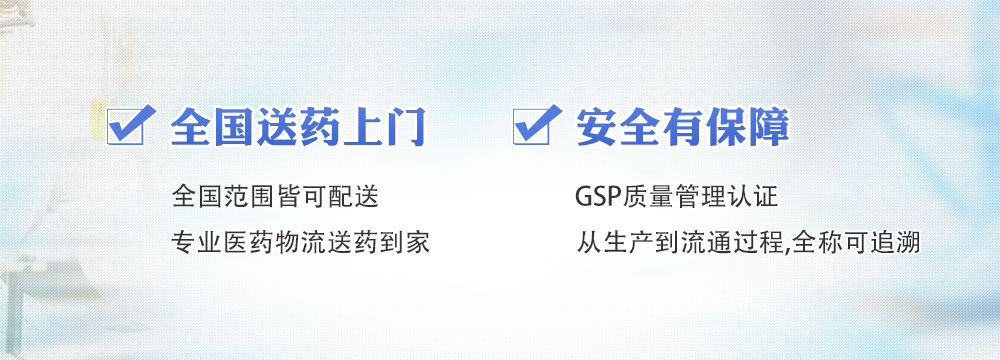 全国送药上门
全国范围皆可配送
专业医药物流送药到家
安全有保障
GSP质量管理认证
从生产到流通过程,全称可追溯